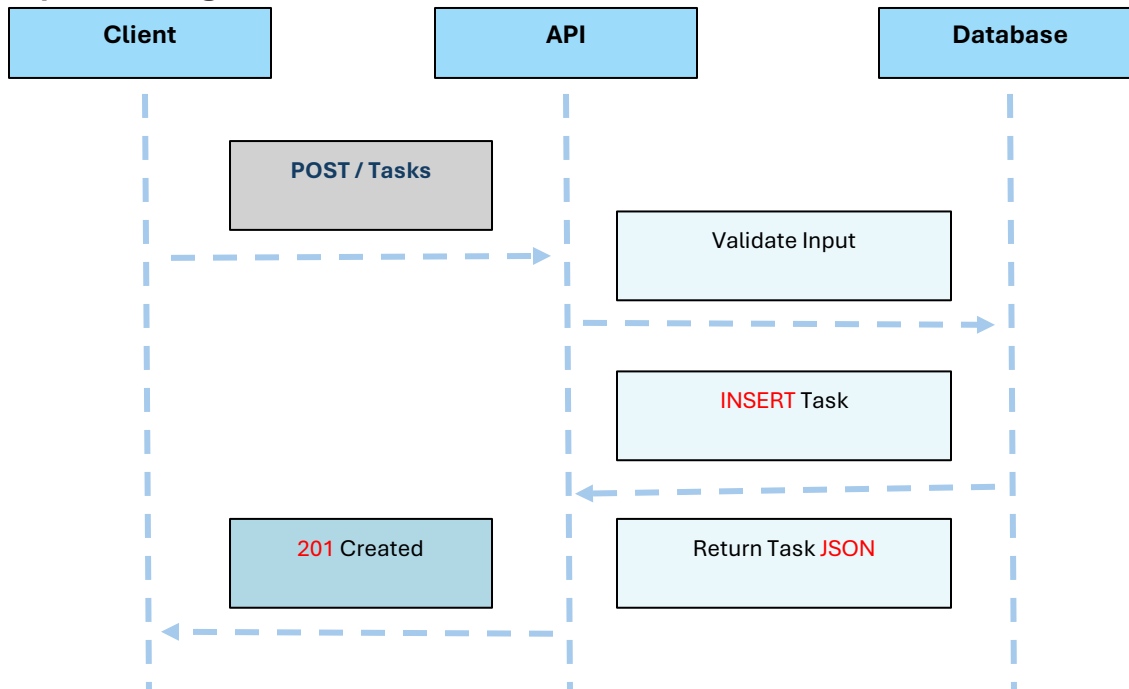 Client
API
Database
POST / Tasks
Validate Input
INSERT Task
201 Created
Return Task JSON